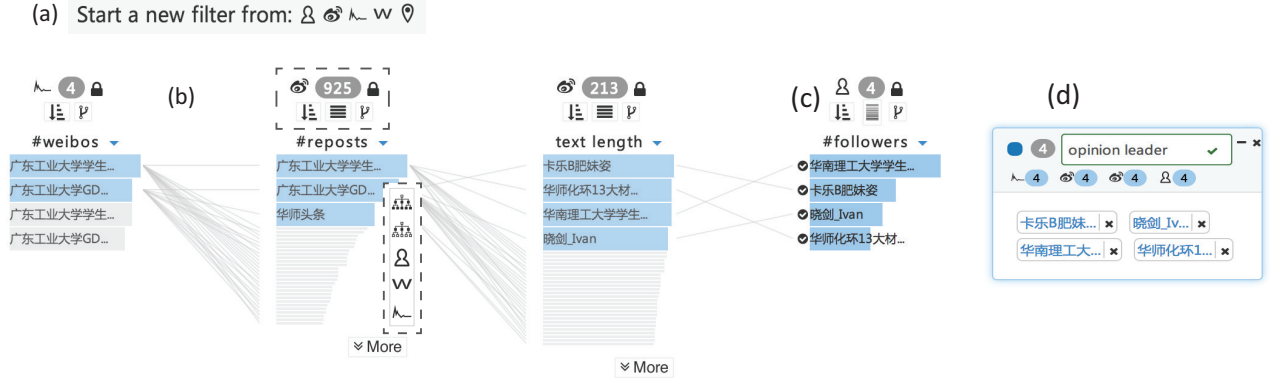 (a) Start a new filter from:
4
(b)
925
213
(c)
4
(d)
#weibos
#reposts
text length
#followers
广东工业大学学生...
广东工业大学GD...
广东工业大学学生...
广东工业大学GD...
广东工业大学学生...
广东工业大学GD...
华师头条
More
卡乐B肥妹姿
华师化环13大材...
华南理工大学学生...
晓剑_Ivan
More
华南理工大学学生...
卡乐B肥妹姿
晓剑_Ivan
华师化环13大材...
4 opinion leader
4 4 4 4
卡乐B肥妹... 晓剑_Iv...
华南理工大... 华师化环1...